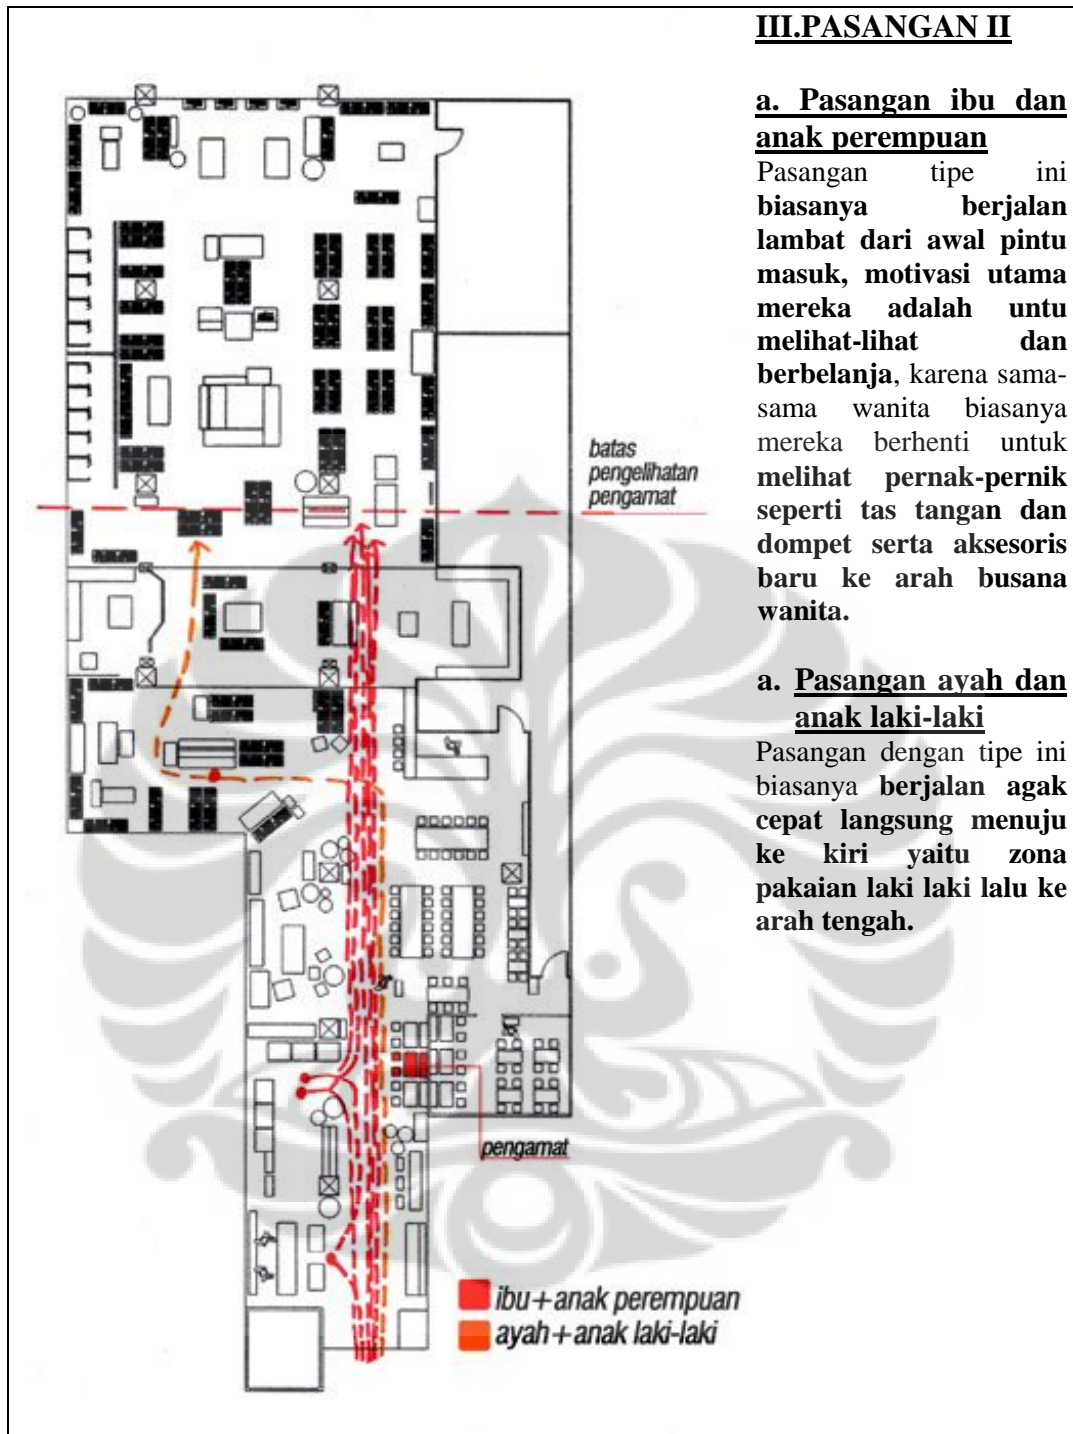 III.PASANGAN II
a. Pasangan ibu dan
anak perempuan
Pasangan tipe ini
biasanya berjalan
lambat dari awal pintu
masuk, motivasi utama
mereka adalah untu
melihat-lihat dan
berbelanja, karena sama-
sama wanita biasanya
mereka berhenti untuk
melihat pernak-pernik
seperti tas tangan dan
dompet serta aksesoris
baru ke arah busana
wanita.
a. Pasangan ayah dan
anak laki-laki
Pasangan dengan tipe ini
biasanya berjalan agak
cepat langsung menuju
ke kiri yaitu zona
pakaian laki laki lalu ke
arah tengah.
batas
pengelihatan
pengamat
pengamat
ibu+anak perempuan
ayah+anak laki-laki